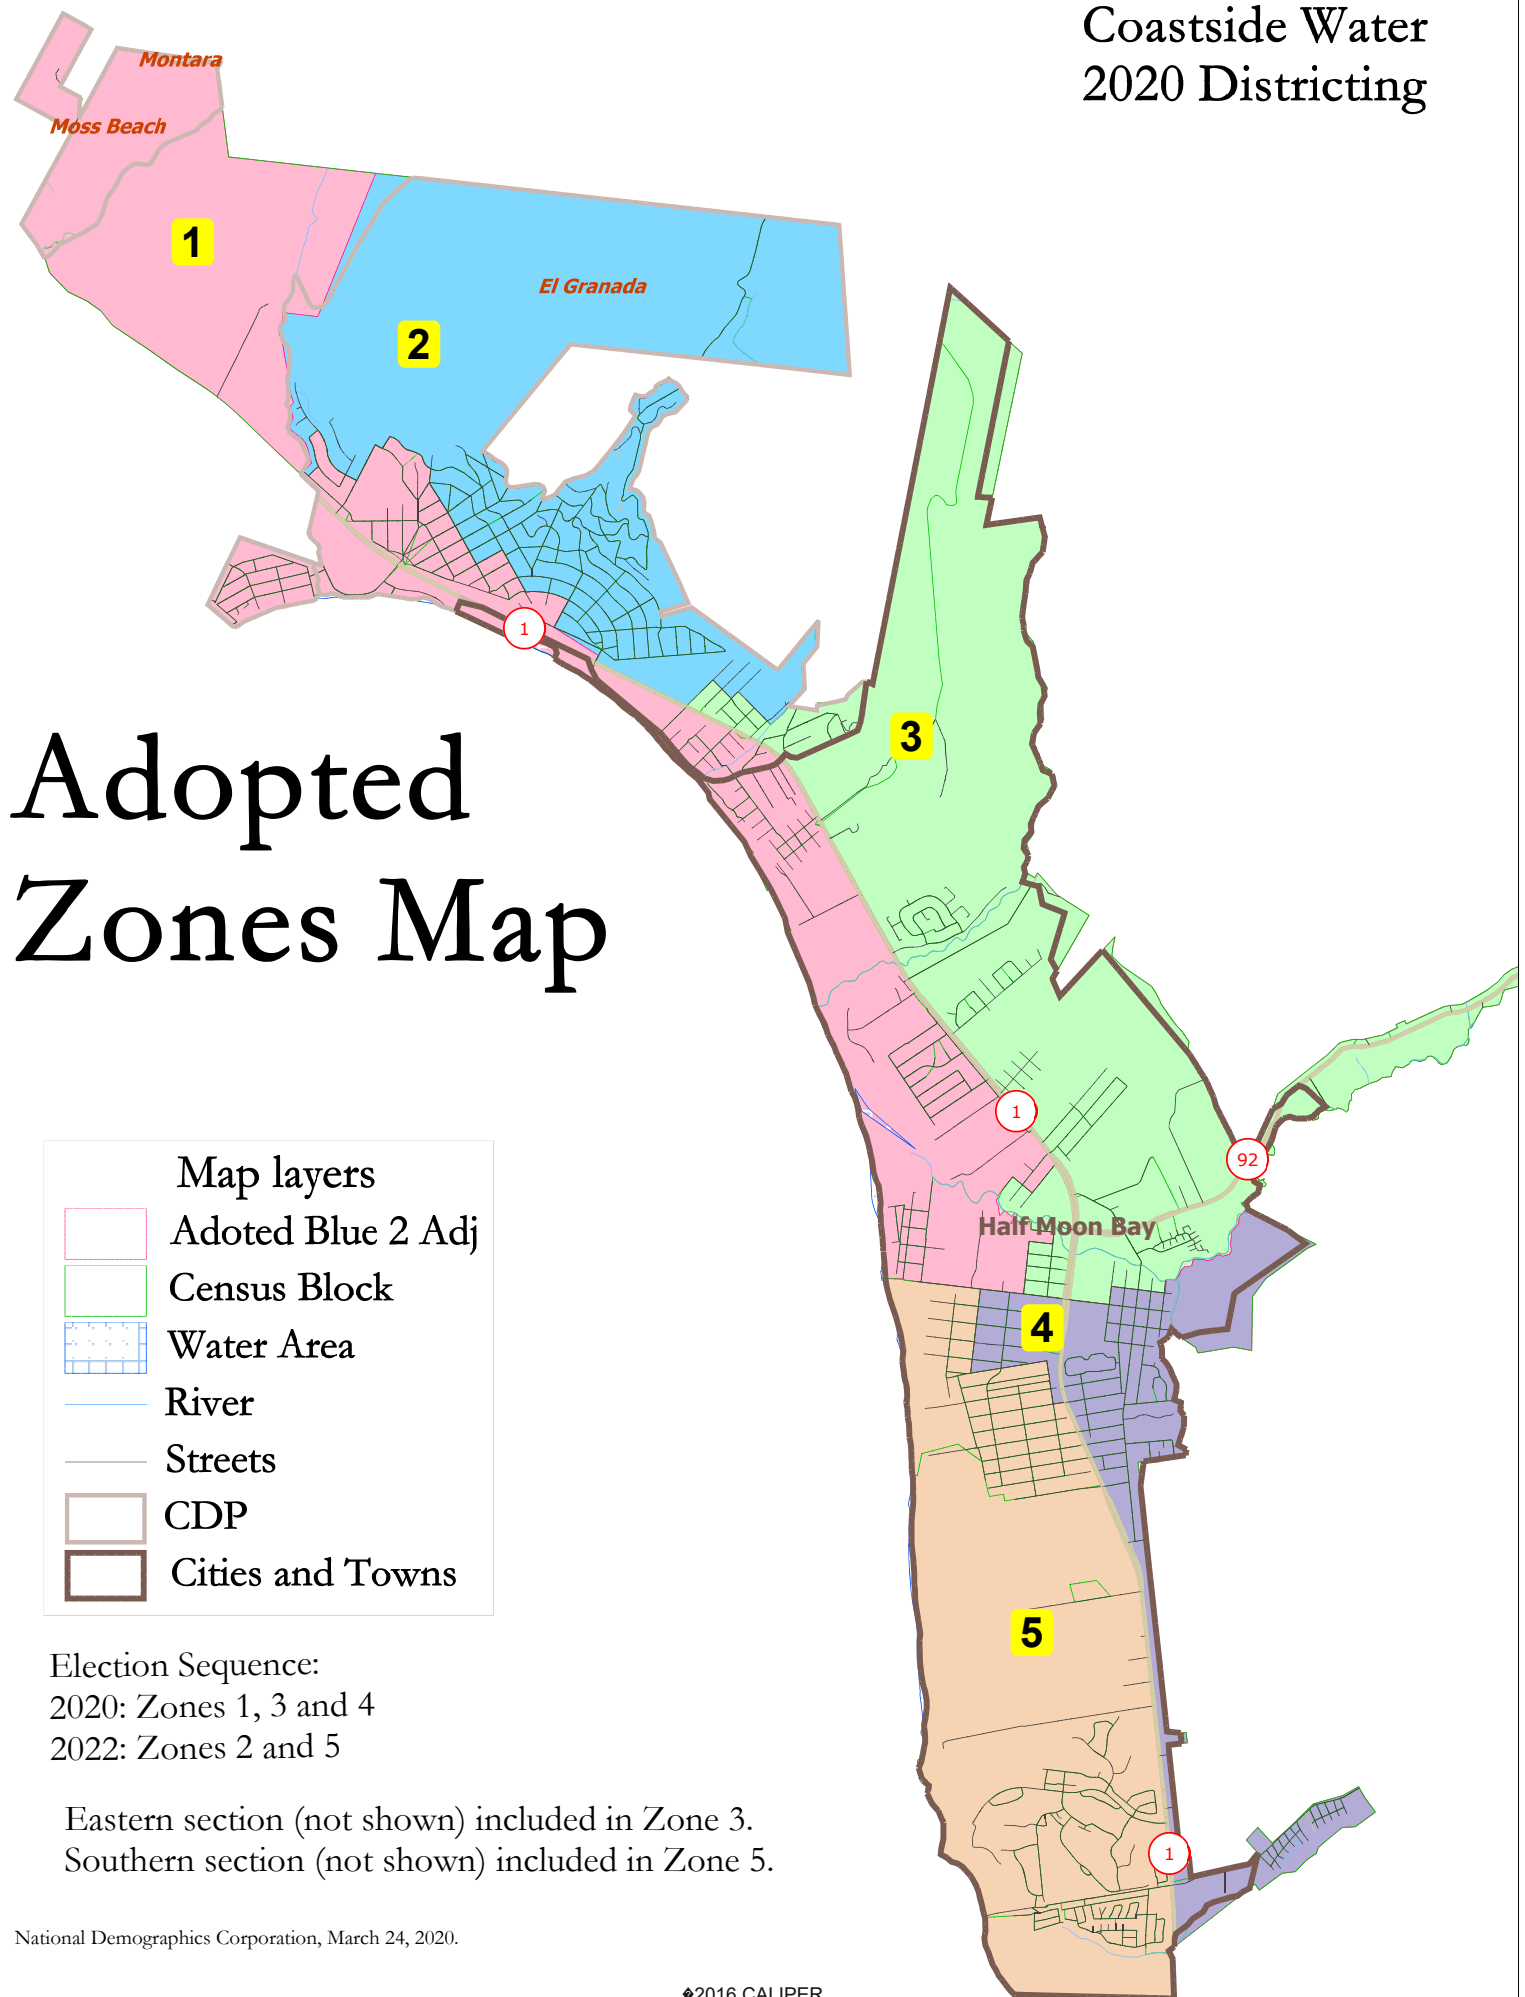 Coastside Water
2020 Districting
Montara
Moss Beach
1
El Granada
2
1
3
Adopted
Zones Map
1
92
Half Moon Bay
4
Map layers
Adoted Blue 2 Adj
Census Block
Water Area
River
Streets
CDP
Cities and Towns
5
Election Sequence:
2020: Zones 1, 3 and 4
2022: Zones 2 and 5
Eastern section (not shown) included in Zone 3.
Southern section (not shown) included in Zone 5.
1
National Demographics Corporation, March 24, 2020.
�2016 CALIPER